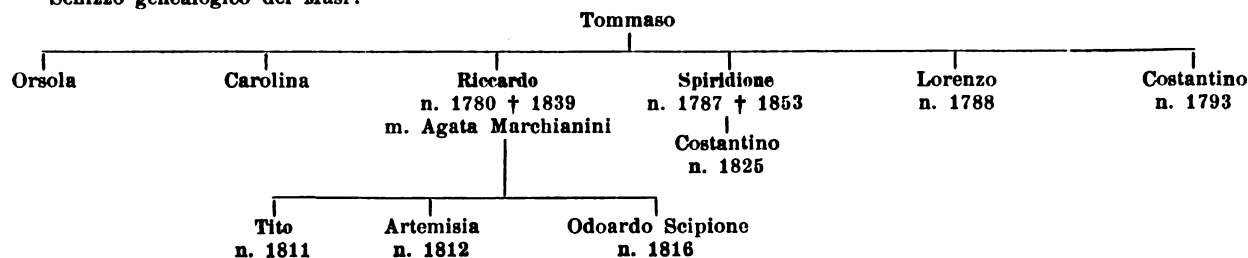 Schizzo genealogico dei Masi:
Tommaso
Orsola Carolina Riccardo Spiridione Lorenzo Costantino
n. 1780 † 1839 n. 1787 † 1853 n. 1788 n. 1793
m. Agata Marchianini
Costantino
n. 1825
Tito Artemisia Odoardo Scipione
n. 1811 n. 1812 n. 1816